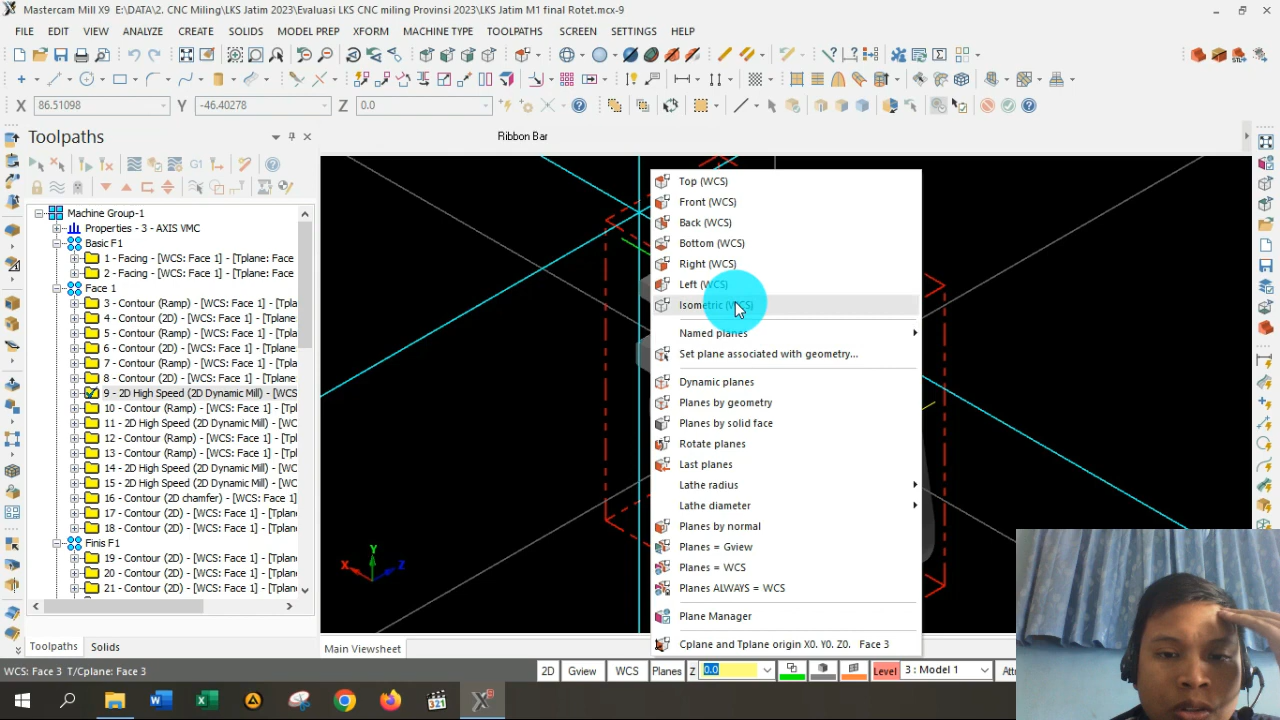 Mastercam Mill X9 E:\DATA\2. CNC Miling\LKS Jatim 2023\Evaluasi LKS CNC miling Provinsi 2023\LKS Jatim M1 final Rotet.mcx-9
FILE EDIT VIEW ANALYZE CREATE SOLIDS MODEL PREP XFORM MACHINE TYPE TOOLPATHS SCREEN SETTINGS HELP
X 86.51098 Y -46.40278 Z 0.0
Toolpaths
Ribbon Bar
G1
Machine Group-1
Properties - 3 - AXIS VMC
Basic F1
1 - Facing - [WCS: Face 1] - [Tplane: Face
2 - Facing - [WCS: Face 1] - [Tplane: Face
Face 1
3 - Contour (Ramp) - [WCS: Face 1] - [Tpla
4 - Contour (2D) - [WCS: Face 1] - [Tplane:
5 - Contour (Ramp) - [WCS: Face 1] - [Tpla
6 - Contour (2D) - [WCS: Face 1] - [Tplane:
7 - Contour (Ramp) - [WCS: Face 1] - [Tpla
8 - Contour (2D) - [WCS: Face 1] - [Tplane:
9 - 2D High Speed (2D Dynamic Mill) - [WCS
10 - Contour (Ramp) - [WCS: Face 1] - [Tpl
11 - 2D High Speed (2D Dynamic Mill) - [WC
12 - Contour (Ramp) - [WCS: Face 1] - [Tpl
13 - Contour (Ramp) - [WCS: Face 1] - [Tpl
14 - 2D High Speed (2D Dynamic Mill) - [WC
15 - 2D High Speed (2D Dynamic Mill) - [WC
16 - Contour (2D chamfer) - [WCS: Face 1]
17 - Contour (2D) - [WCS: Face 1] - [Tplane
18 - Contour (2D) - [WCS: Face 1] - [Tplane
Finis F1
19 - Contour (2D) - [WCS: Face 1] - [Tplane
20 - Contour (2D) - [WCS: Face 1] - [Tplane
21 - Contour (2D) - [WCS: Face 1] - [Tplane
Toolpaths Solids
X Y Z
Top (WCS)
Front (WCS)
Back (WCS)
Bottom (WCS)
Right (WCS)
Left (WCS)
Isometric (WCS)
Named planes
Set plane associated with geometry...
Dynamic planes
Planes by geometry
Planes by solid face
Rotate planes
Last planes
Lathe radius
Lathe diameter
Planes by normal
Planes = Gview
Planes = WCS
Planes ALWAYS = WCS
Plane Manager
Cplane and Tplane origin X0. Y0. Z0. Face 3
Main Viewsheet
WCS: Face 3 T/Cplane: Face 3
2D Gview WCS Planes Z 0.0 Level 3 : Model 1